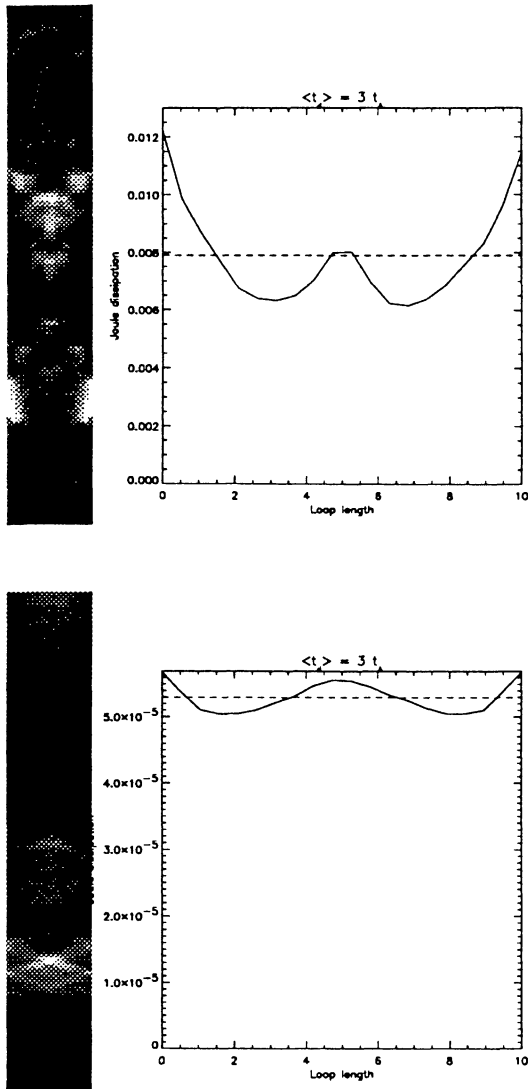 <t > = 3 t
0.012
0.010
0.008
0.006
0.004
0.002
0.000
Joule dissipation
0 2 4 6 8 10
Loop length
<t > = 3 t
5.0×10⁻⁵
4.0×10⁻⁵
3.0×10⁻⁵
2.0×10⁻⁵
1.0×10⁻⁵
0
0 2 4 6 8 10
Loop length